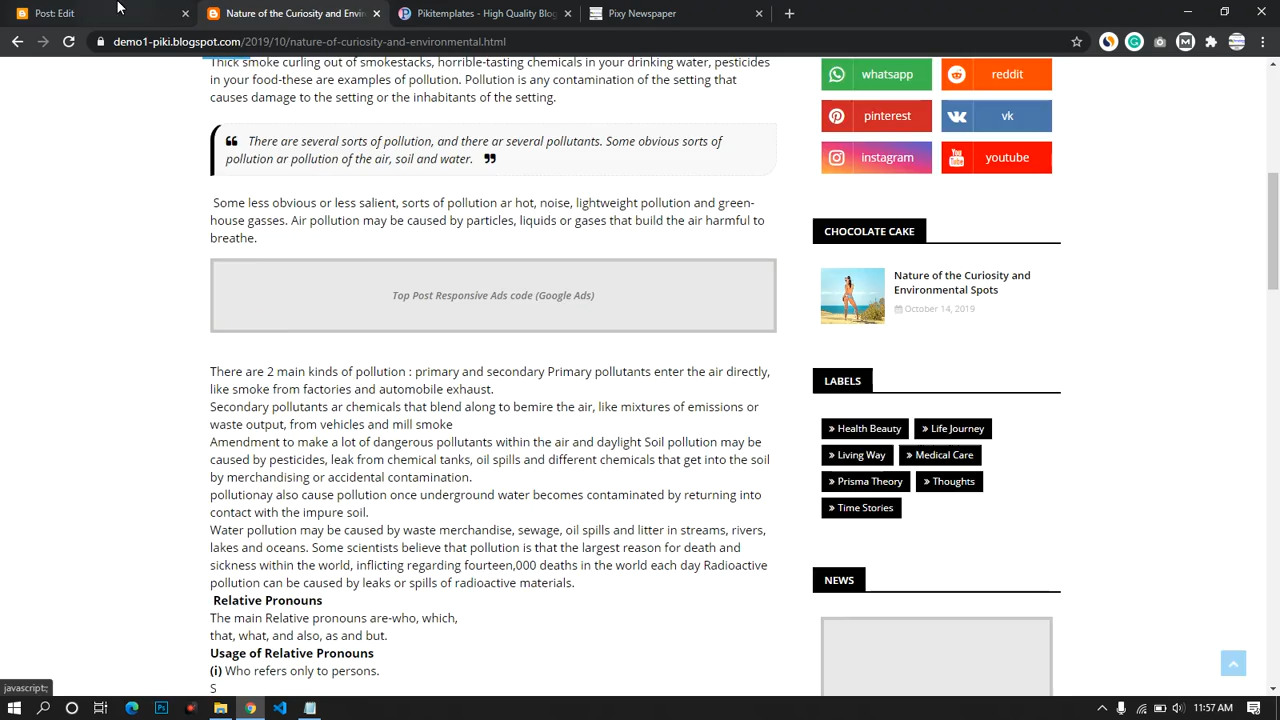 Post: Edit
Nature of the Curiosity and Envir
Pikitemplates - High Quality Blog
Pixy Newspaper
demo1-piki.blogspot.com/2019/10/nature-of-curiosity-and-environmental.html
Thick smoke curling out of smokestacks, horrible-tasting chemicals in your drinking water, pesticides
in your food-these are examples of pollution. Pollution is any contamination of the setting that
causes damage to the setting or the inhabitants of the setting.
❝ There are several sorts of pollution, and there ar several pollutants. Some obvious sorts of
pollution ar pollution of the air, soil and water. ❞
Some less obvious or less salient, sorts of pollution ar hot, noise, lightweight pollution and green-
house gasses. Air pollution may be caused by particles, liquids or gases that build the air harmful to
breathe.
Top Post Responsive Ads code (Google Ads)
There are 2 main kinds of pollution : primary and secondary Primary pollutants enter the air directly,
like smoke from factories and automobile exhaust.
Secondary pollutants ar chemicals that blend along to bemire the air, like mixtures of emissions or
waste output, from vehicles and mill smoke
Amendment to make a lot of dangerous pollutants within the air and daylight Soil pollution may be
caused by pesticides, leak from chemical tanks, oil spills and different chemicals that get into the soil
by merchandising or accidental contamination.
pollutionay also cause pollution once underground water becomes contaminated by returning into
contact with the impure soil.
Water pollution may be caused by waste merchandise, sewage, oil spills and litter in streams, rivers,
lakes and oceans. Some scientists believe that pollution is that the largest reason for death and
sickness within the world, inflicting regarding fourteen,000 deaths in the world each day Radioactive
pollution can be caused by leaks or spills of radioactive materials.
Relative Pronouns
The main Relative pronouns are-who, which,
that, what, and also, as and but.
Usage of Relative Pronouns
(i) Who refers only to persons.
S
whatsapp
reddit
pinterest
vk
instagram
youtube
CHOCOLATE CAKE
Nature of the Curiosity and
Environmental Spots
October 14, 2019
LABELS
» Health Beauty
» Life Journey
» Living Way
» Medical Care
» Prisma Theory
» Thoughts
» Time Stories
NEWS
javascript:;
11:57 AM